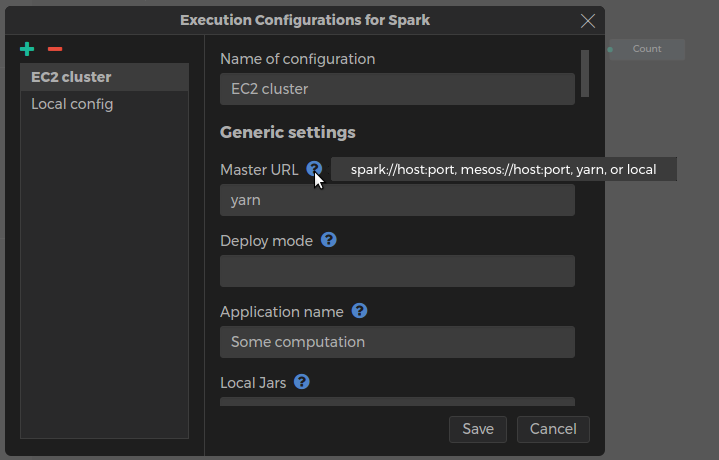 Execution Configurations for Spark
EC2 cluster
Local config
Name of configuration
EC2 cluster
Generic settings
Master URL ?
spark://host:port, mesos://host:port, yarn, or local
yarn
Deploy mode ?
Application name ?
Some computation
Local Jars ?
Save
Cancel
Count